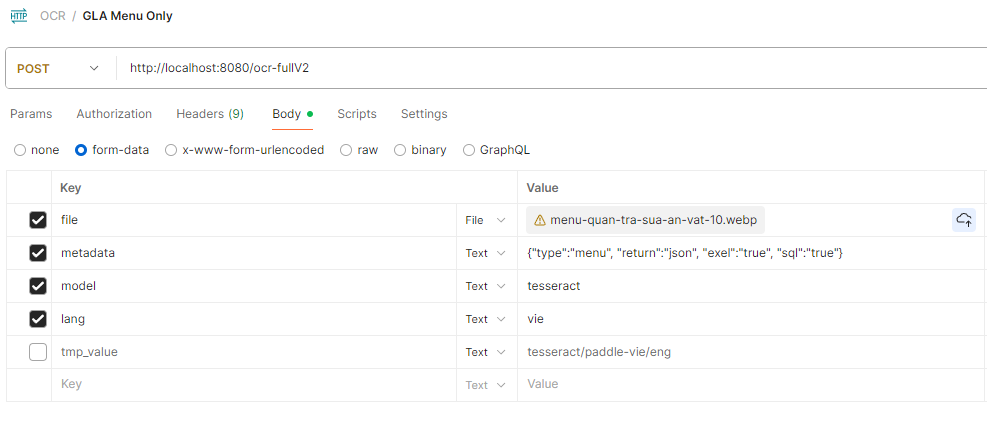 HTTP OCR / GLA Menu Only
POST http://localhost:8080/ocr-fullV2
Params Authorization Headers (9) Body Scripts Settings
none form-data x-www-form-urlencoded raw binary GraphQL
Key Value
file File menu-quan-tra-sua-an-vat-10.webp
metadata Text {"type":"menu", "return":"json", "exel":"true", "sql":"true"}
model Text tesseract
lang Text vie
tmp_value Text tesseract/paddle-vie/eng
Key Text Value